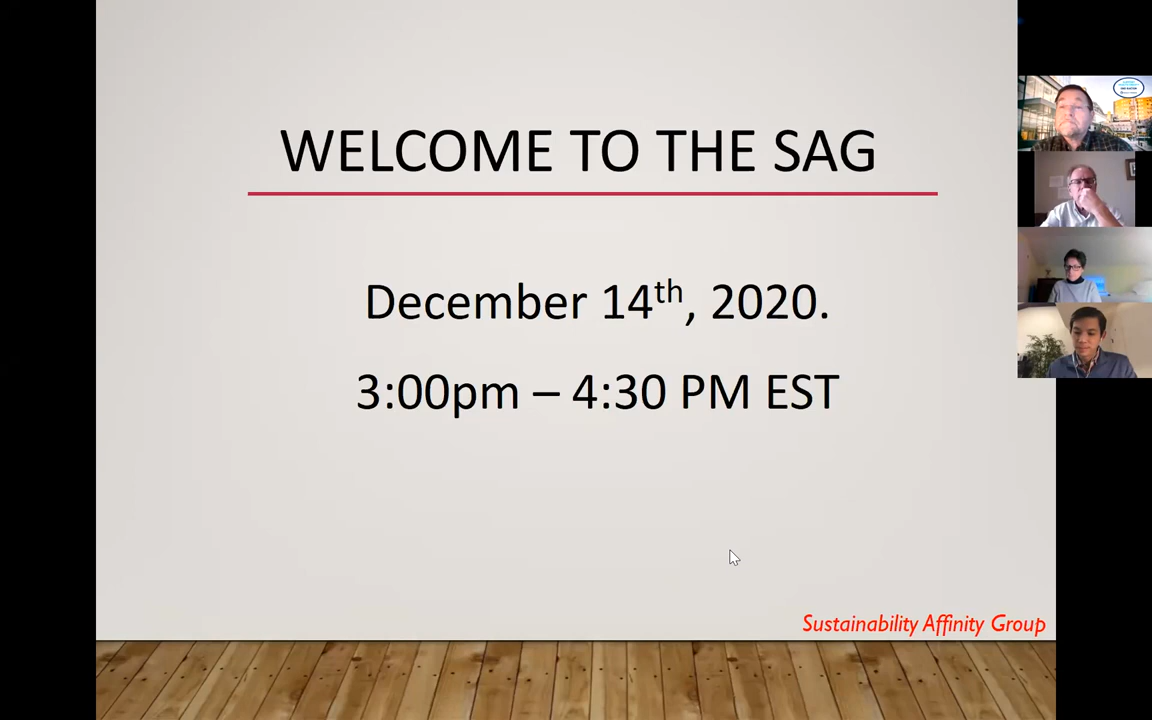 WELCOME TO THE SAG
December 14th, 2020.
3:00pm – 4:30 PM EST
Sustainability Affinity Group